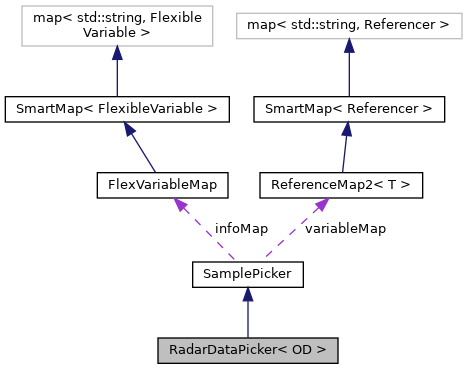 map< std::string, Flexible
Variable >
map< std::string, Referencer >
SmartMap< FlexibleVariable >
SmartMap< Referencer >
FlexVariableMap
ReferenceMap2< T >
infoMap
variableMap
SamplePicker
RadarDataPicker< OD >